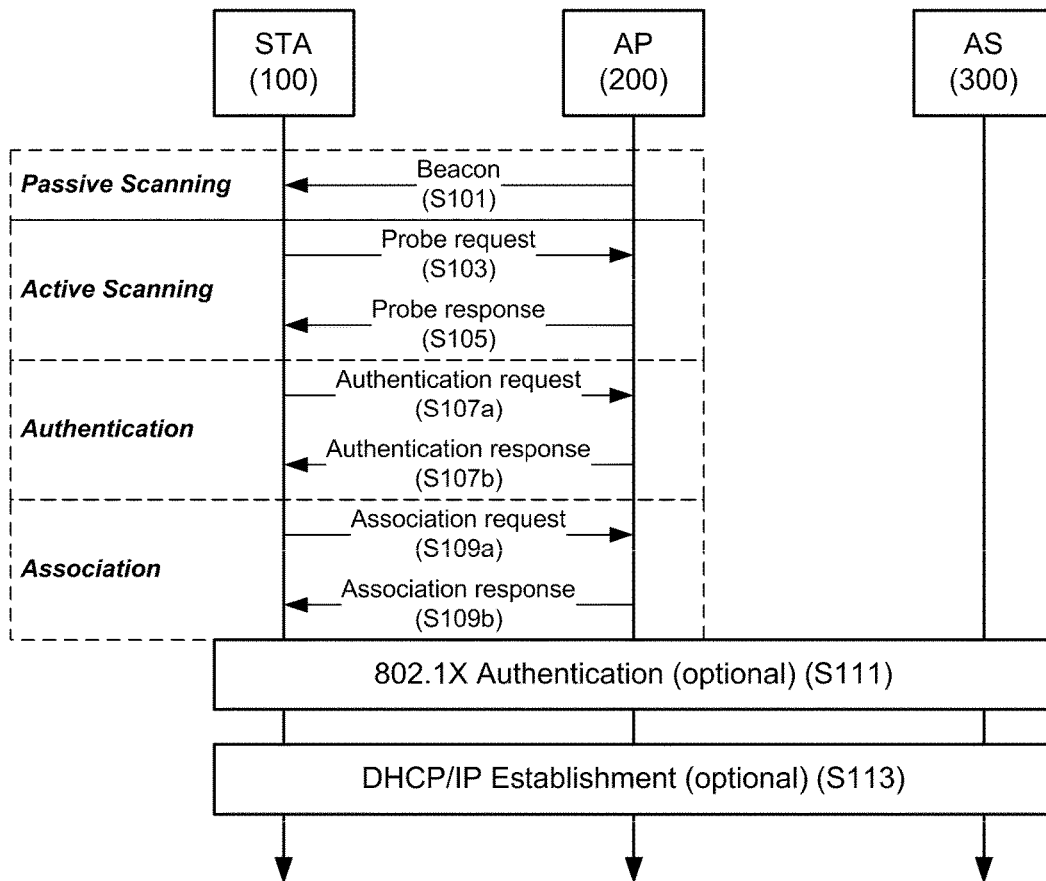 STA
(100)
AP
(200)
AS
(300)
Passive Scanning
Beacon
(S101)
Active Scanning
Probe request
(S103)
Probe response
(S105)
Authentication
Authentication request
(S107a)
Authentication response
(S107b)
Association
Association request
(S109a)
Association response
(S109b)
802.1X Authentication (optional) (S111)
DHCP/IP Establishment (optional) (S113)